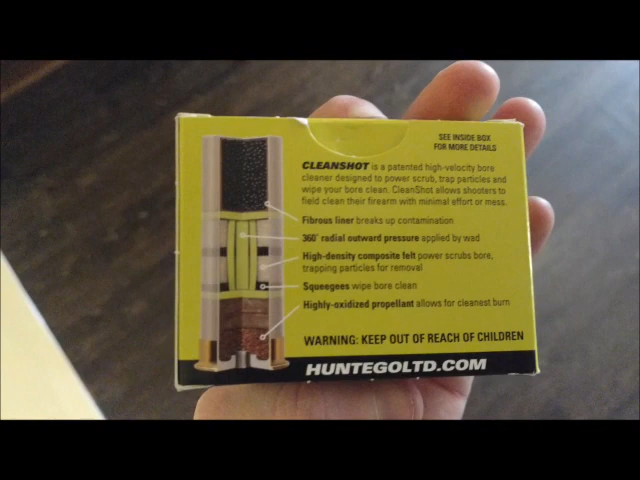 SEE INSIDE BOX
FOR MORE DETAILS
CLEANSHOT is a patented high-velocity bore
cleaner designed to power scrub, trap particles and
wipe your bore clean. CleanShot allows shooters to
field clean their firearm with minimal effort or mess.
Fibrous liner breaks up contamination
360° radial outward pressure applied by wad
High-density composite felt power scrubs bore,
trapping particles for removal
Squeegees wipe bore clean
Highly-oxidized propellant allows for cleanest burn
WARNING: KEEP OUT OF REACH OF CHILDREN
HUNTEGOLTD.COM